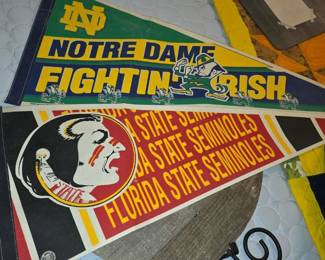 ND
NOTRE DAME
FIGHTIN' IRISH
FLORIDA STATE SEMINOLES
FLORIDA STATE SEMINOLES
FLORIDA STATE SEMINOLES